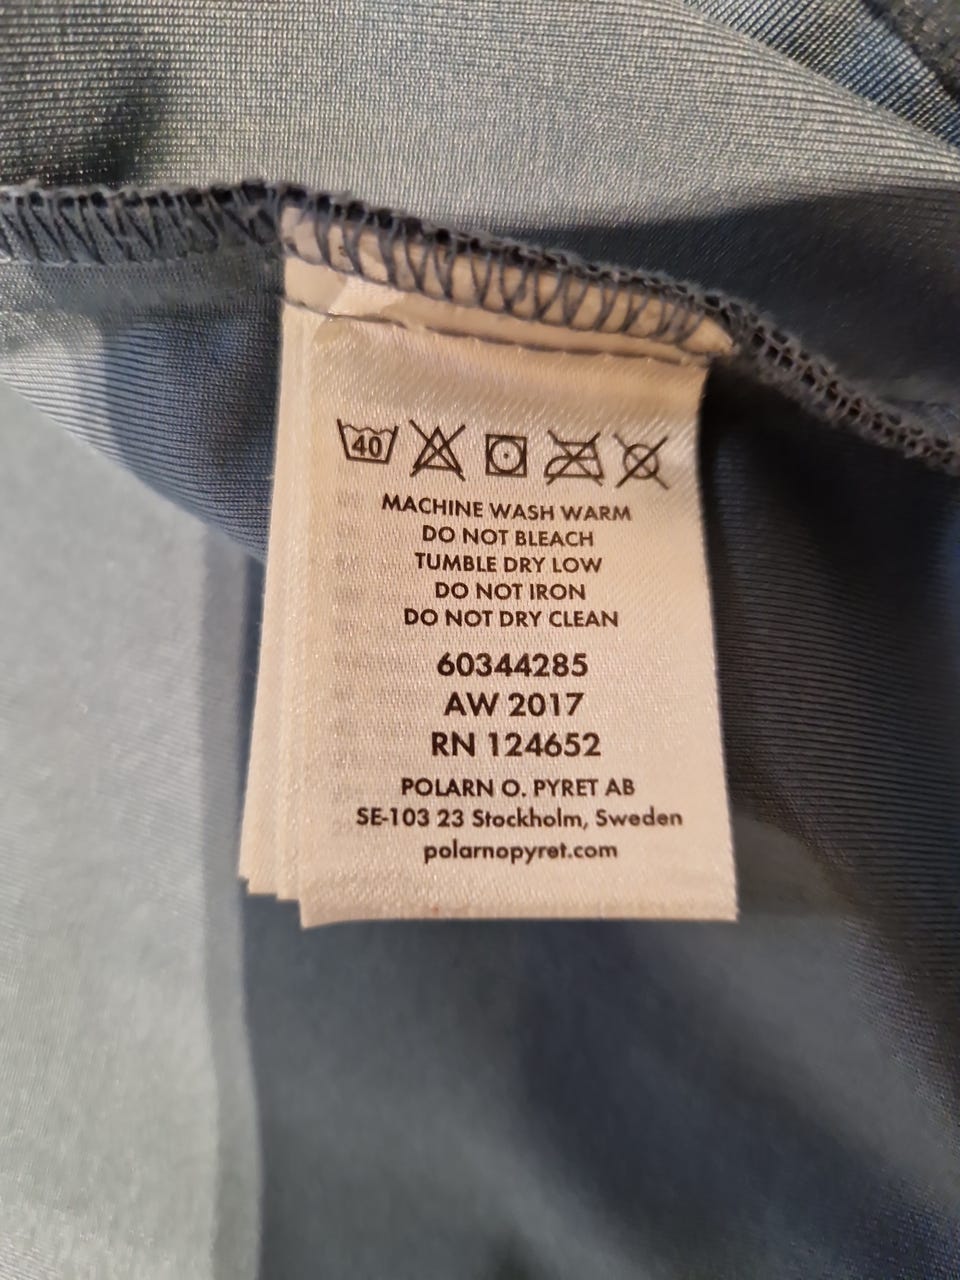 40
MACHINE WASH WARM
DO NOT BLEACH
TUMBLE DRY LOW
DO NOT IRON
DO NOT DRY CLEAN
60344285
AW 2017
RN 124652
POLARN O. PYRET AB
SE-103 23 Stockholm, Sweden
polarnopyret.com